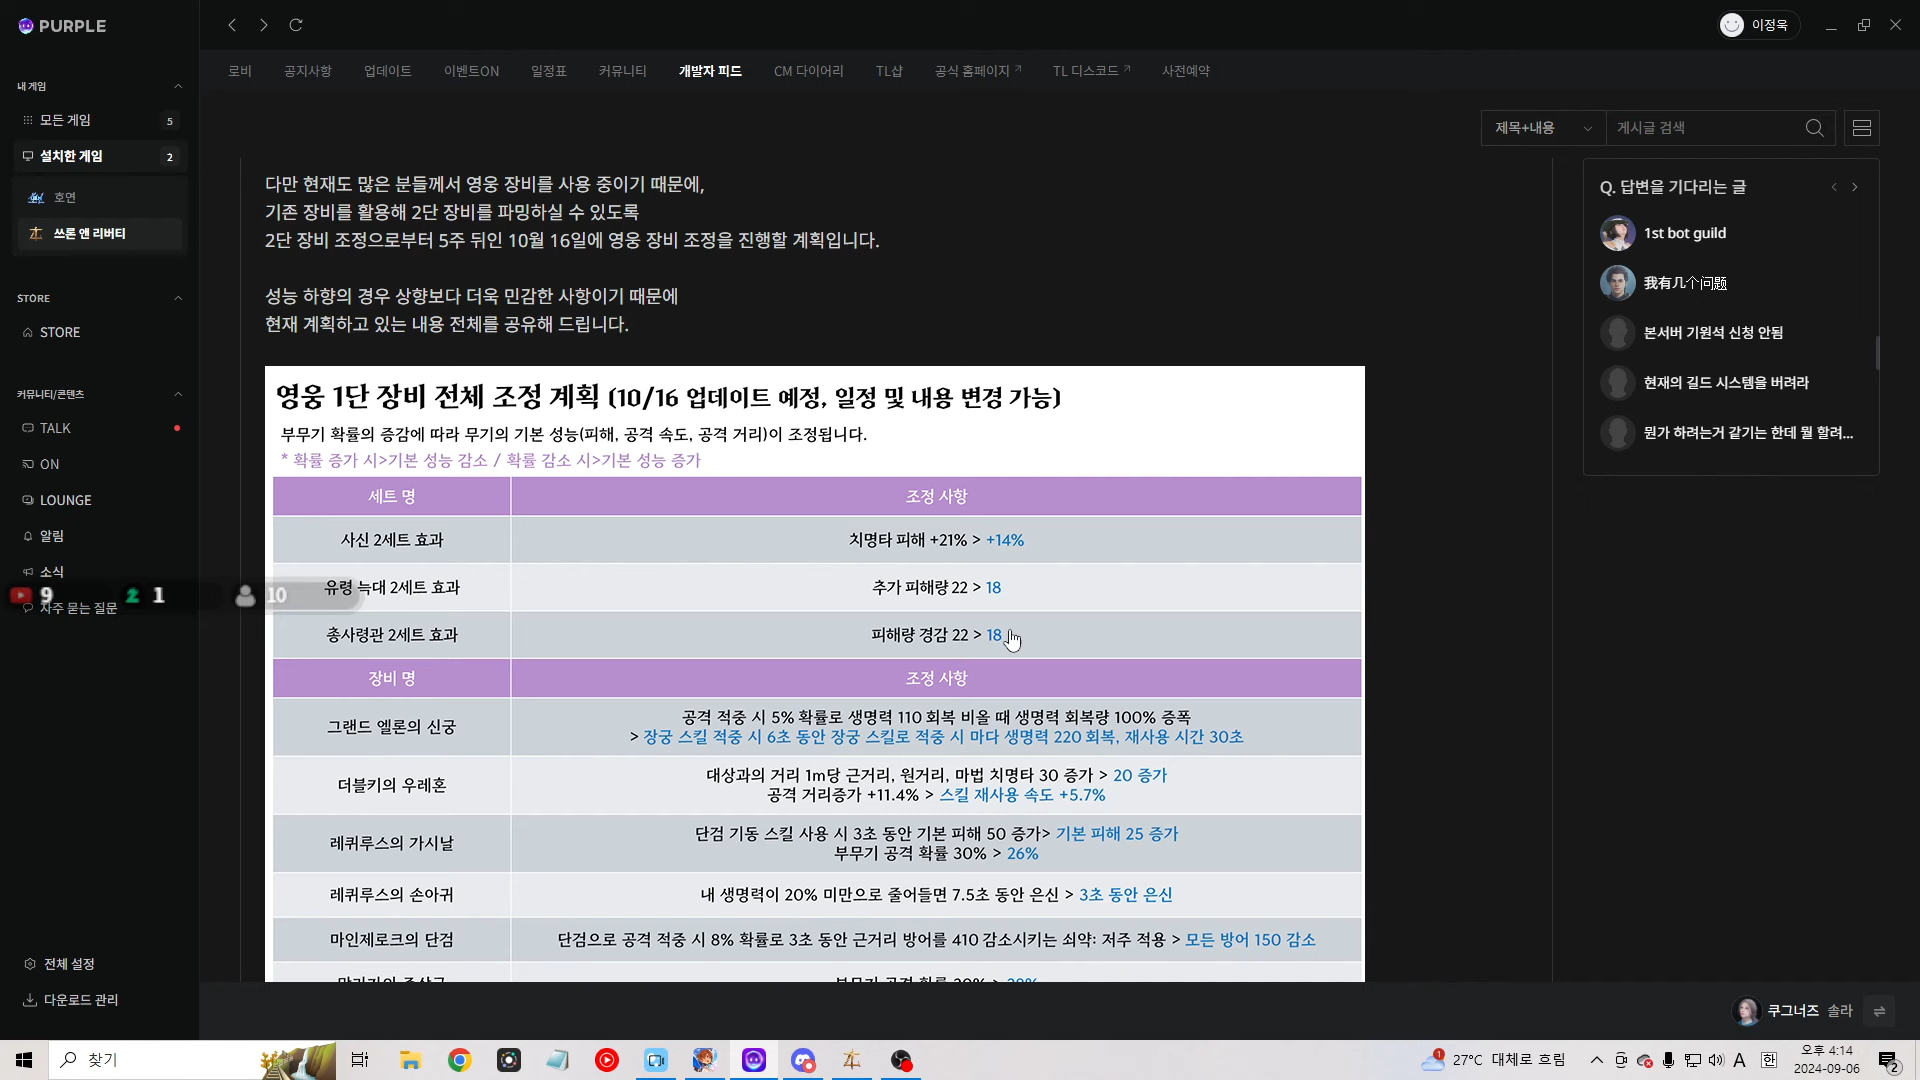 PURPLE
이정욱
로비
공지사항
업데이트
이벤트ON
일정표
커뮤니티
개발자 피드
CM 다이어리
TL샵
공식 홈페이지
TL 디스코드
사전예약
내 게임
모든 게임
5
설치한 게임
2
호연
쓰론 앤 리버티
STORE
STORE
커뮤니티/콘텐츠
TALK
ON
LOUNGE
알림
소식
자주 묻는 질문
9
1
10
전체 설정
다운로드 관리
제목+내용
게시글 검색
다만 현재도 많은 분들께서 영웅 장비를 사용 중이기 때문에,
기존 장비를 활용해 2단 장비를 파밍하실 수 있도록
2단 장비 조정으로부터 5주 뒤인 10월 16일에 영웅 장비 조정을 진행할 계획입니다.
성능 하향의 경우 상향보다 더욱 민감한 사항이기 때문에
현재 계획하고 있는 내용 전체를 공유해 드립니다.
영웅 1단 장비 전체 조정 계획 (10/16 업데이트 예정, 일정 및 내용 변경 가능)
부무기 확률의 증감에 따라 무기의 기본 성능(피해, 공격 속도, 공격 거리)이 조정됩니다.
* 확률 증가 시>기본 성능 감소 / 확률 감소 시>기본 성능 증가
세트 명
조정 사항
사신 2세트 효과
치명타 피해 +21% > +14%
유령 늑대 2세트 효과
추가 피해량 22 > 18
총사령관 2세트 효과
피해량 경감 22 > 18
장비 명
조정 사항
그랜드 엘론의 신궁
공격 적중 시 5% 확률로 생명력 110 회복 비올 때 생명력 회복량 100% 증폭
> 장궁 스킬 적중 시 6초 동안 장궁 스킬로 적중 시 마다 생명력 220 회복, 재사용 시간 30초
더블키의 우레혼
대상과의 거리 1m당 근거리, 원거리, 마법 치명타 30 증가 > 20 증가
공격 거리증가 +11.4% > 스킬 재사용 속도 +5.7%
레퀴루스의 가시날
단검 기동 스킬 사용 시 3초 동안 기본 피해 50 증가> 기본 피해 25 증가
부무기 공격 확률 30% > 26%
레퀴루스의 손아귀
내 생명력이 20% 미만으로 줄어들면 7.5초 동안 은신 > 3초 동안 은신
마인제로크의 단검
단검으로 공격 적중 시 8% 확률로 3초 동안 근거리 방어를 410 감소시키는 쇠약: 저주 적용 > 모든 방어 150 감소
Q. 답변을 기다리는 글
1st bot guild
我有几个问题
본서버 기원석 신청 안됨
현재의 길드 시스템을 버려라
뭔가 하려는거 같기는 한데 뭘 할려...
쿠그너즈 솔라
찾기
27°C 대체로 흐림
A
한
오후 4:14
2024-09-06
2